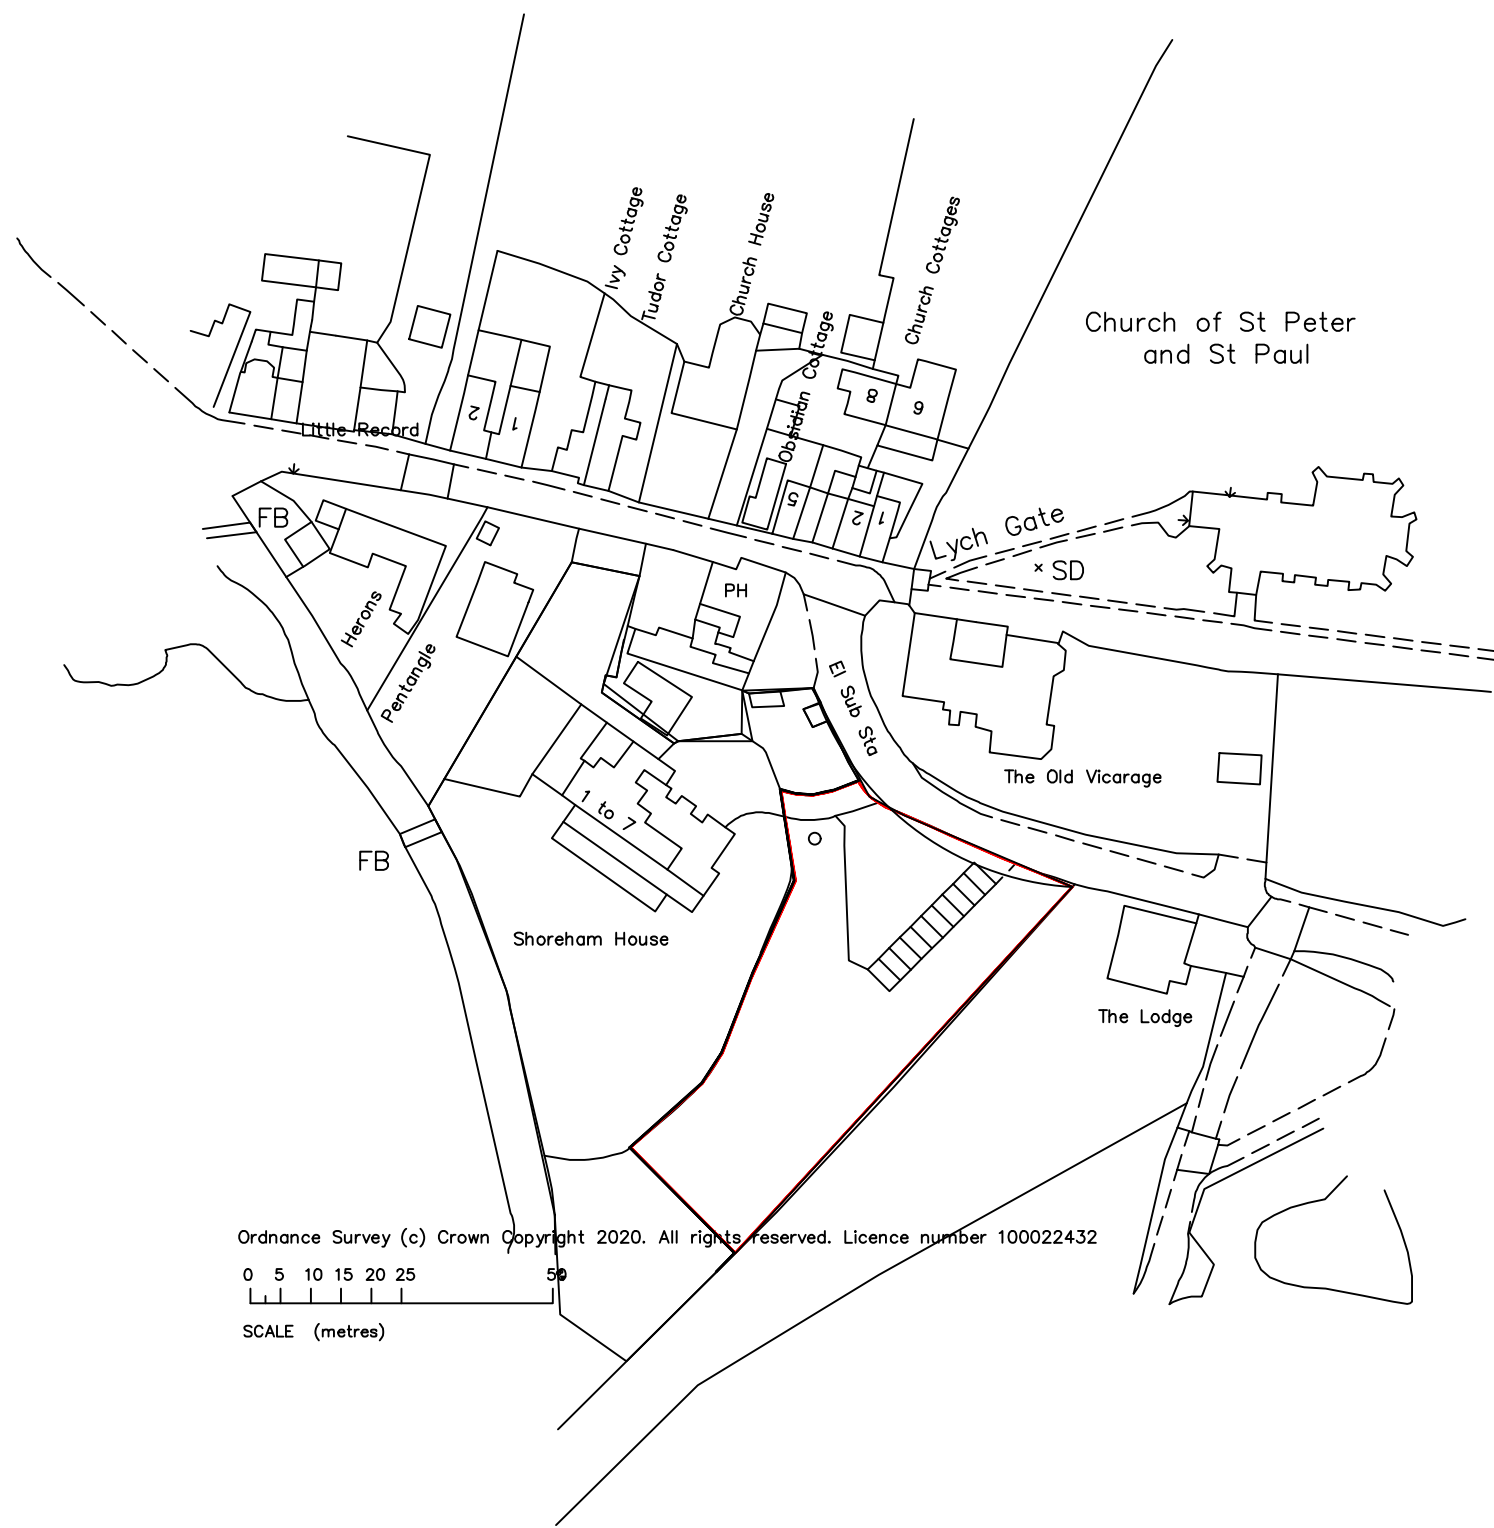 Ivy Cottage
Tudor Cottage
Church House
Church Cottages
Obsidian Cottage
Church of St Peter
and St Paul
8
9
2
1
Little Record
5
2
1
FB
Lych Gate
SD
PH
Herons
Pentangle
El Sub Sta
The Old Vicarage
1 to 7
FB
Shoreham House
The Lodge
Ordnance Survey (c) Crown Copyright 2020. All rights reserved. Licence number 100022432
0 5 10 15 20 25 50
SCALE (metres)